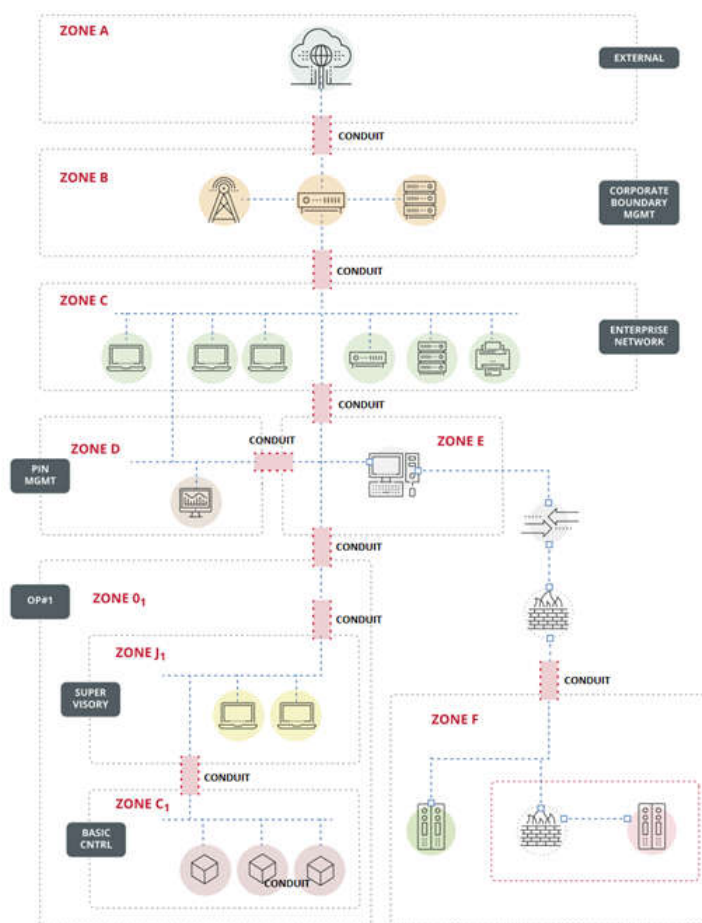 ZONE A
EXTERNAL
CONDUIT
ZONE B
CORPORATE
BOUNDARY
MGMT
CONDUIT
ZONE C
ENTERPRISE
NETWORK
CONDUIT
ZONE D
CONDUIT
ZONE E
PIN
MGMT
CONDUIT
OP#1
ZONE 0₁
CONDUIT
ZONE J₁
SUPER
VISORY
CONDUIT
ZONE F
CONDUIT
ZONE C₁
BASIC
CNTRL
CONDUIT